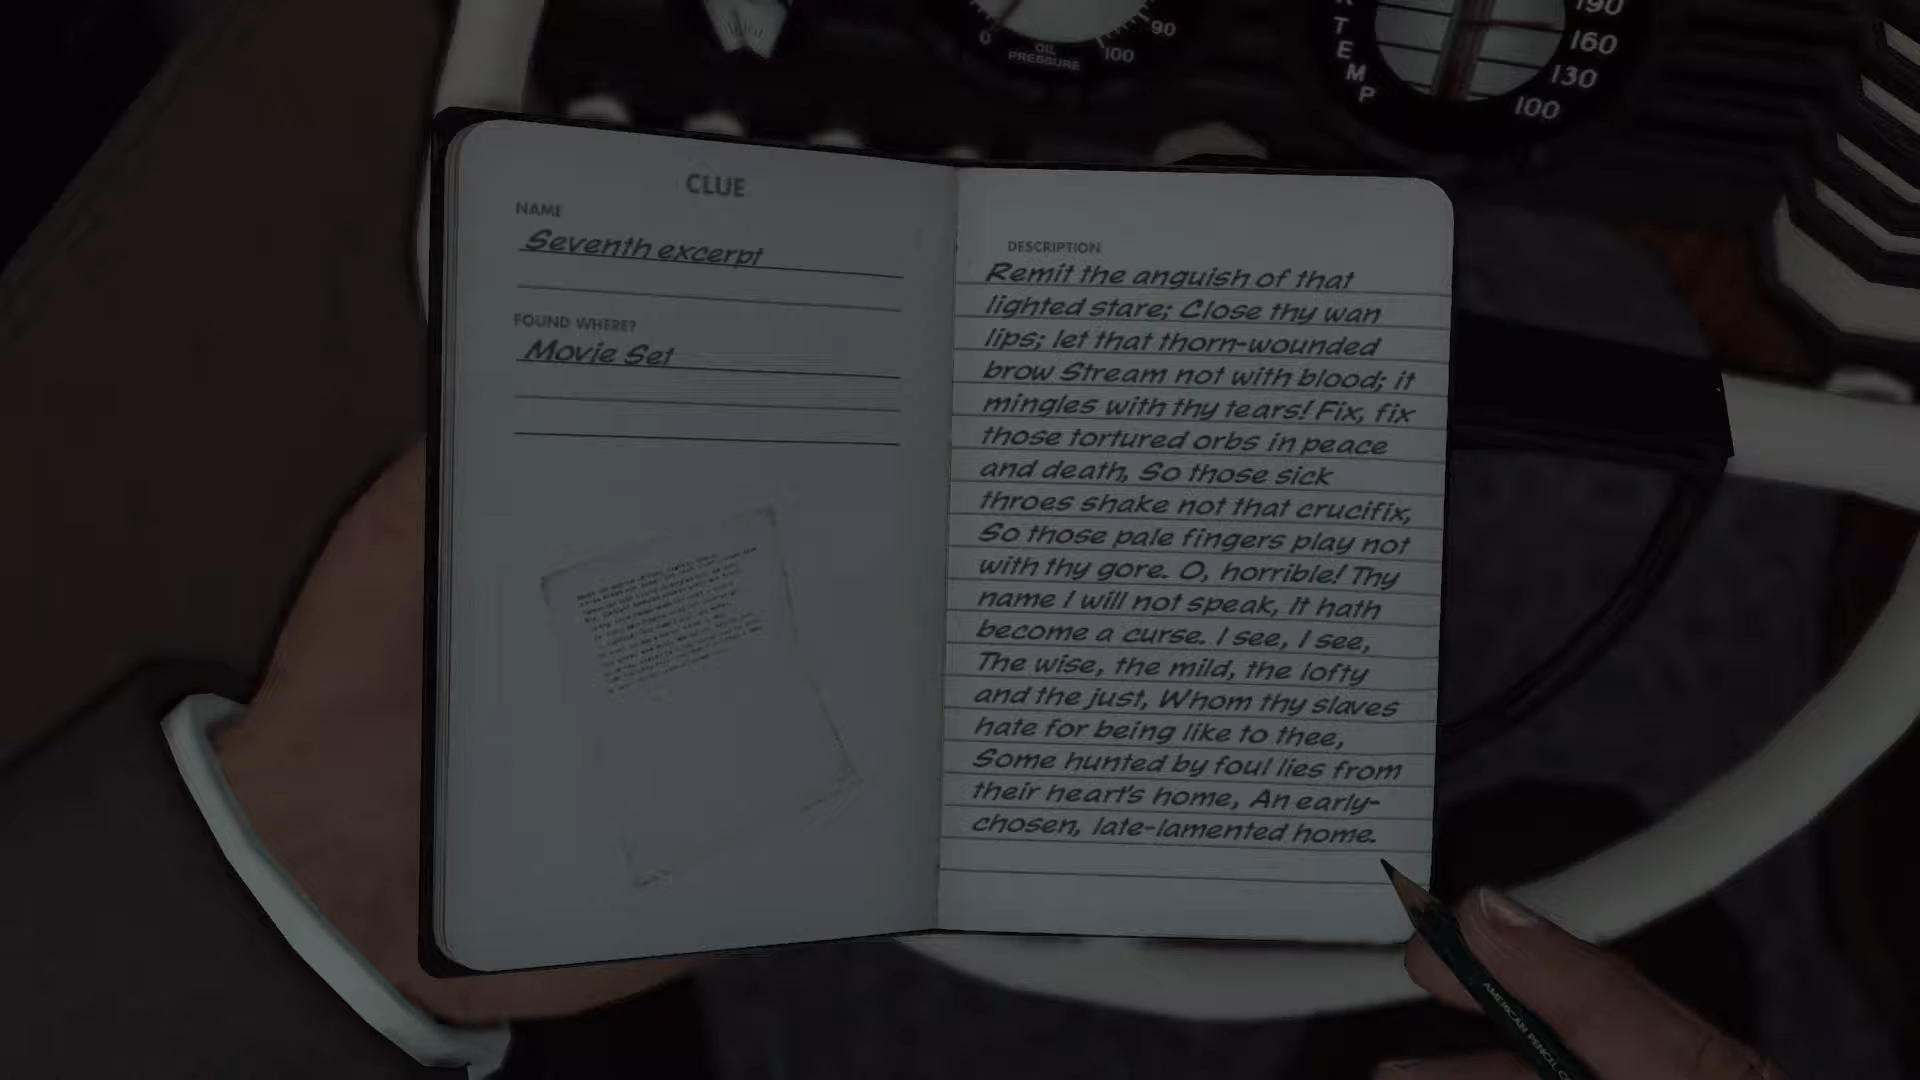 0
OIL
PRESSURE
100
90
TEMP
190
160
130
100
CLUE
NAME
Seventh excerpt
FOUND WHERE?
Movie Set
DESCRIPTION
Remit the anguish of that
lighted stare; Close thy wan
lips; let that thorn-wounded
brow Stream not with blood; it
mingles with thy tears! Fix, fix
those tortured orbs in peace
and death, So those sick
throes shake not that crucifix,
So those pale fingers play not
with thy gore. O, horrible! Thy
name I will not speak, It hath
become a curse. I see, I see,
The wise, the mild, the lofty
and the just, Whom thy slaves
hate for being like to thee,
Some hunted by foul lies from
their heart's home, An early-
chosen, late-lamented home.
AMERICAN PENCIL